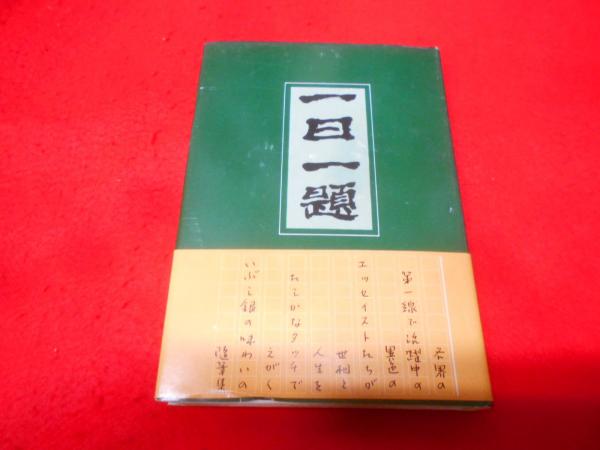 一日一題
各界の
第一線で活躍中の
異色の
エッセイストたちが
世相と
人生を
たしかなタッチで
えがく
いぶし銀の味わいの
随筆集